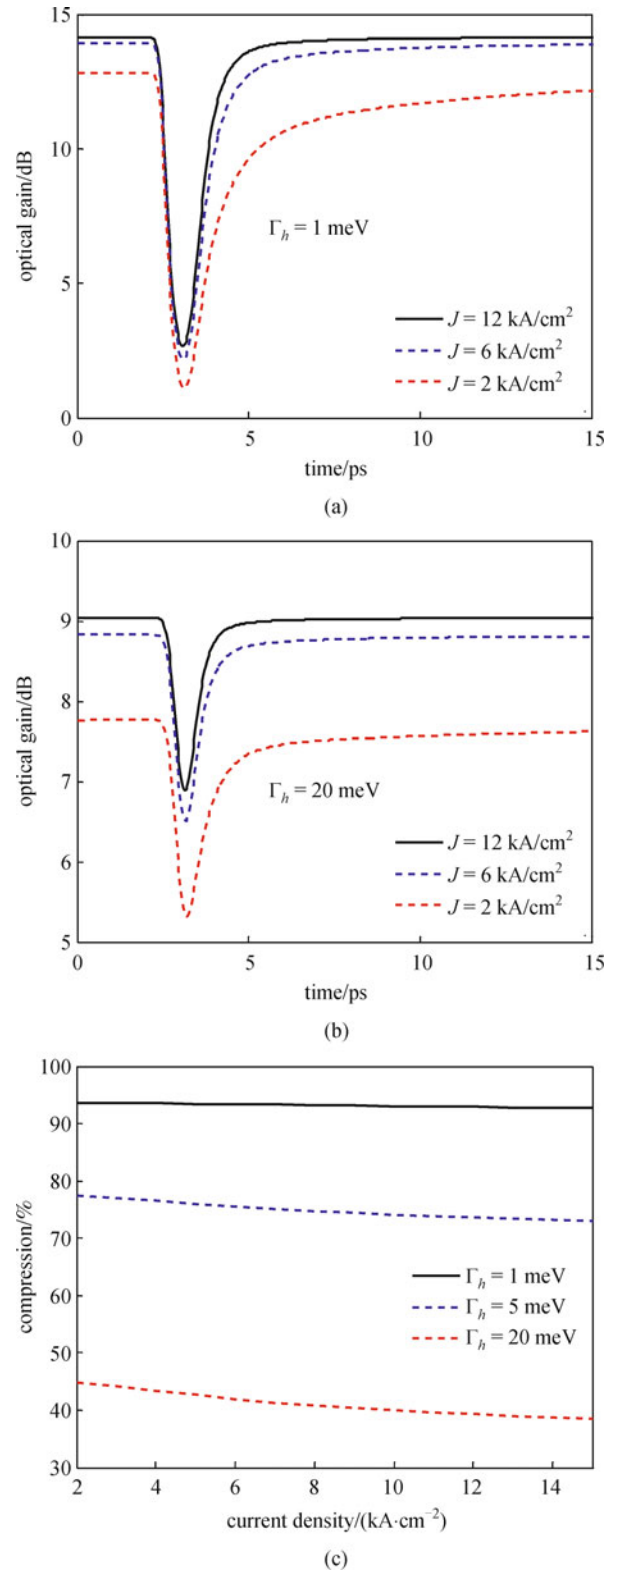 15
10
5
0
optical gain/dB
Γh = 1 meV
J = 12 kA/cm²
J = 6 kA/cm²
J = 2 kA/cm²
0 5 10 15
time/ps
(a)
10
9
8
7
6
5
optical gain/dB
Γh = 20 meV
J = 12 kA/cm²
J = 6 kA/cm²
J = 2 kA/cm²
0 5 10 15
time/ps
(b)
100
90
80
70
60
50
40
30
compression/%
Γh = 1 meV
Γh = 5 meV
Γh = 20 meV
2 4 6 8 10 12 14
current density/(kA·cm⁻²)
(c)